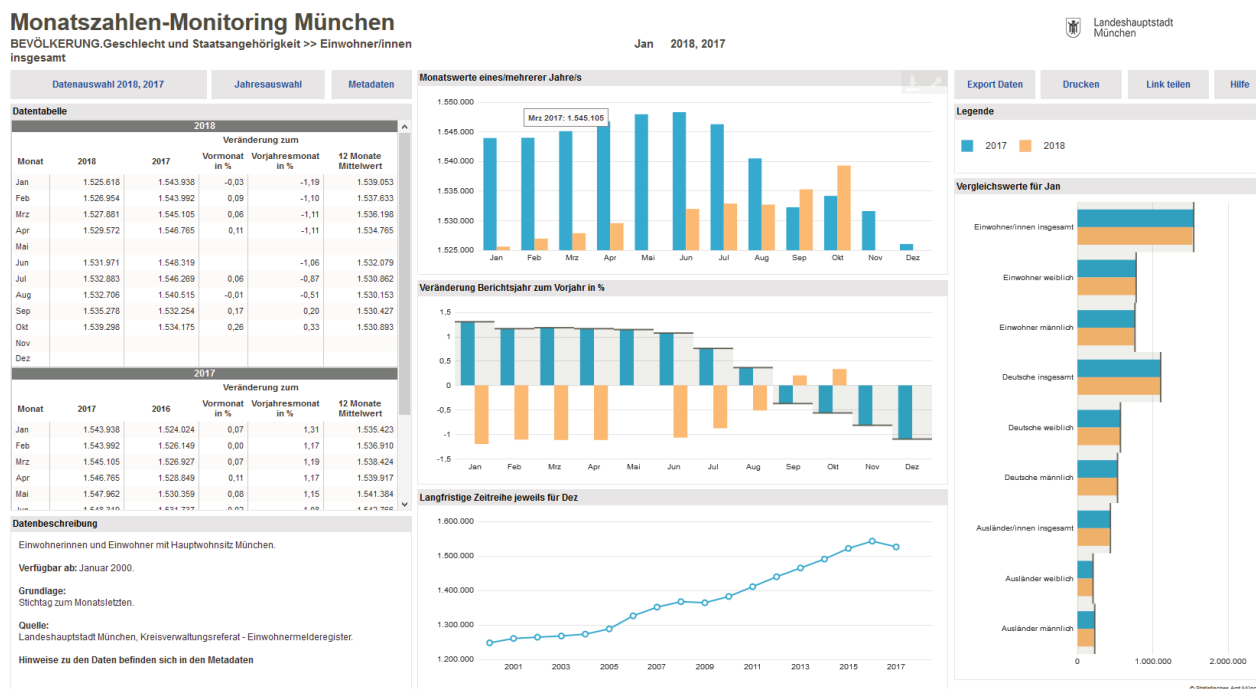 Monatszahlen-Monitoring München
BEVÖLKERUNG.Geschlecht und Staatsangehörigkeit >> Einwohner/innen
insgesamt
Jan 2018, 2017
Landeshauptstadt
München
Datenauswahl 2018, 2017 Jahresauswahl Metadaten
Datentabelle
2018
Veränderung zum
Monat 2018 2017 Vormonat in % Vorjahresmonat in % 12 Monate Mittelwert
Jan 1.525.618 1.543.938 -0,03 -1,19 1.539.053
Feb 1.526.954 1.543.992 0,09 -1,10 1.537.633
Mrz 1.527.881 1.545.105 0,06 -1,11 1.536.198
Apr 1.529.572 1.546.765 0,11 -1,11 1.534.765
Mai
Jun 1.531.971 1.548.319 -1,06 1.532.079
Jul 1.532.883 1.546.269 0,06 -0,87 1.530.862
Aug 1.532.706 1.540.515 -0,01 -0,51 1.530.153
Sep 1.535.278 1.532.254 0,17 0,20 1.530.427
Okt 1.539.298 1.534.175 0,26 0,33 1.530.893
Nov
Dez
2017
Veränderung zum
Monat 2017 2016 Vormonat in % Vorjahresmonat in % 12 Monate Mittelwert
Jan 1.543.938 1.524.024 0,07 1,31 1.535.423
Feb 1.543.992 1.526.149 0,00 1,17 1.536.910
Mrz 1.545.105 1.526.927 0,07 1,19 1.538.424
Apr 1.546.765 1.528.849 0,11 1,17 1.539.917
Mai 1.547.962 1.530.359 0,08 1,15 1.541.384
Datenbeschreibung
Einwohnerinnen und Einwohner mit Hauptwohnsitz München.
Verfügbar ab: Januar 2000.
Grundlage:
Stichtag zum Monatsletzten.
Quelle:
Landeshauptstadt München, Kreisverwaltungsreferat - Einwohnermelderegister.
Hinweise zu den Daten befinden sich in den Metadaten
Monatswerte eines/mehrerer Jahre/s
1.550.000
1.545.000
1.540.000
1.535.000
1.530.000
1.525.000
Mrz 2017: 1.545.105
Jan Feb Mrz Apr Mai Jun Jul Aug Sep Okt Nov Dez
Veränderung Berichtsjahr zum Vorjahr in %
1,5
1
0,5
0
-0,5
-1
-1,5
Jan Feb Mrz Apr Mai Jun Jul Aug Sep Okt Nov Dez
Langfristige Zeitreihe jeweils für Dez
1.600.000
1.500.000
1.400.000
1.300.000
1.200.000
2001 2003 2005 2007 2009 2011 2013 2015 2017
Export Daten Drucken Link teilen Hilfe
Legende
2017 2018
Vergleichswerte für Jan
Einwohner/innen insgesamt
Einwohner weiblich
Einwohner männlich
Deutsche insgesamt
Deutsche weiblich
Deutsche männlich
Ausländer/innen insgesamt
Ausländer weiblich
Ausländer männlich
0 1.000.000 2.000.000